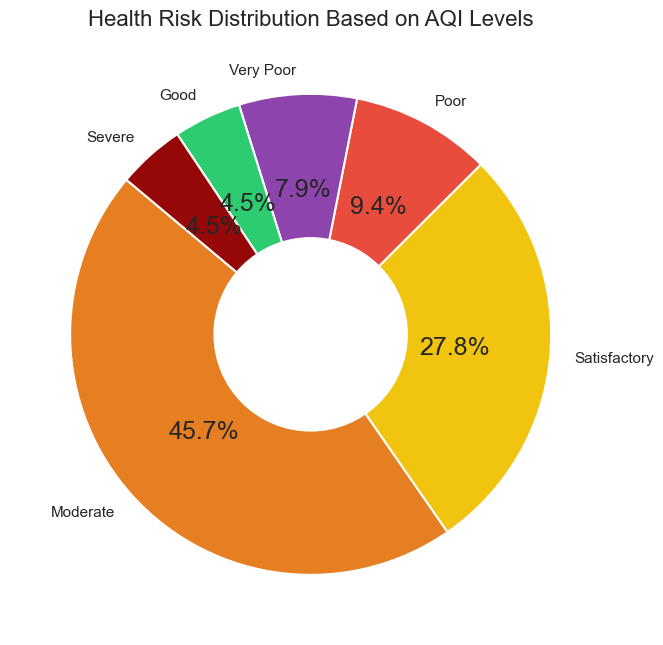 Health Risk Distribution Based on AQI Levels
Very Poor
Good
Poor
Severe
7.9%
4.5%
9.4%
4.5%
27.8%
Satisfactory
45.7%
Moderate